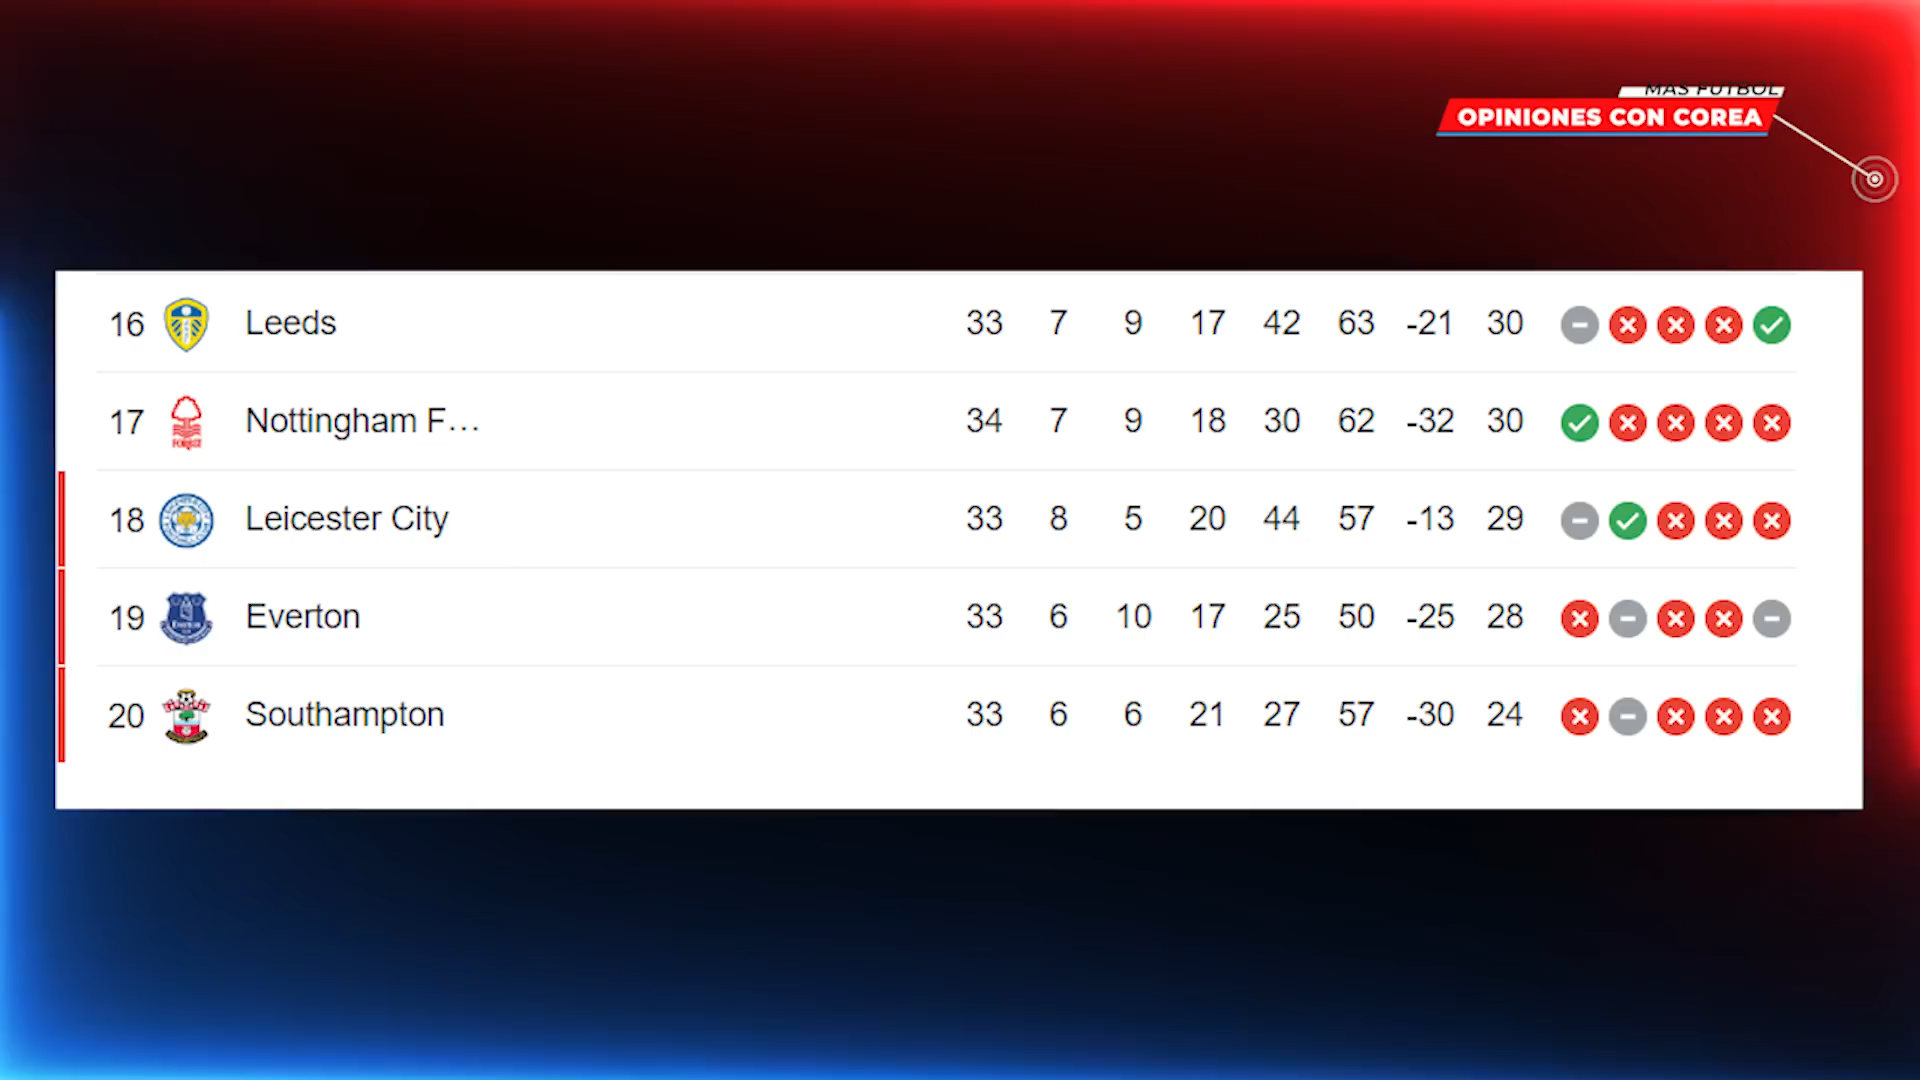 MAS FUTBOL
OPINIONES CON COREA
16 Leeds 33 7 9 17 42 63 -21 30
17 Nottingham F... 34 7 9 18 30 62 -32 30
18 Leicester City 33 8 5 20 44 57 -13 29
19 Everton 33 6 10 17 25 50 -25 28
20 Southampton 33 6 6 21 27 57 -30 24